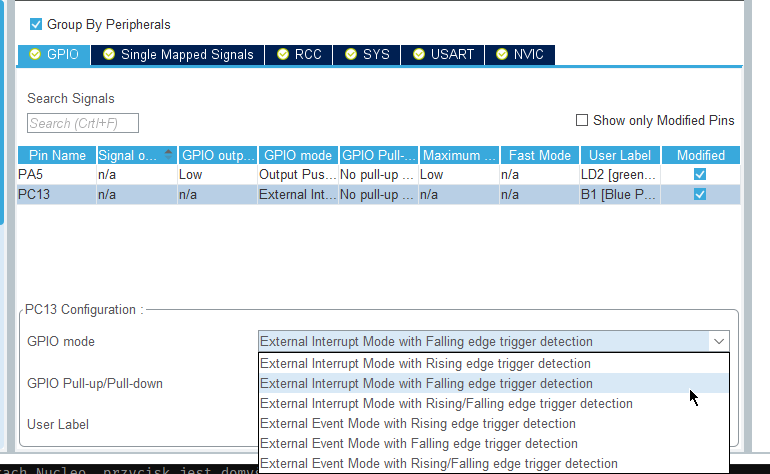 Group By Peripherals
GPIO Single Mapped Signals RCC SYS USART NVIC
Search Signals
Search (CrtI+F)
Show only Modified Pins
Pin Name Signal o... GPIO outp... GPIO mode GPIO Pull-... Maximum ... Fast Mode User Label Modified
PA5 n/a Low Output Pus... No pull-up ... Low n/a LD2 [green...
PC13 n/a n/a External Int... No pull-up ... n/a n/a B1 [Blue P...
PC13 Configuration :
GPIO mode External Interrupt Mode with Falling edge trigger detection
External Interrupt Mode with Rising edge trigger detection
GPIO Pull-up/Pull-down External Interrupt Mode with Falling edge trigger detection
External Interrupt Mode with Rising/Falling edge trigger detection
User Label External Event Mode with Rising edge trigger detection
External Event Mode with Falling edge trigger detection
External Event Mode with Rising/Falling edge trigger detection
Nucleo, przycisk jest